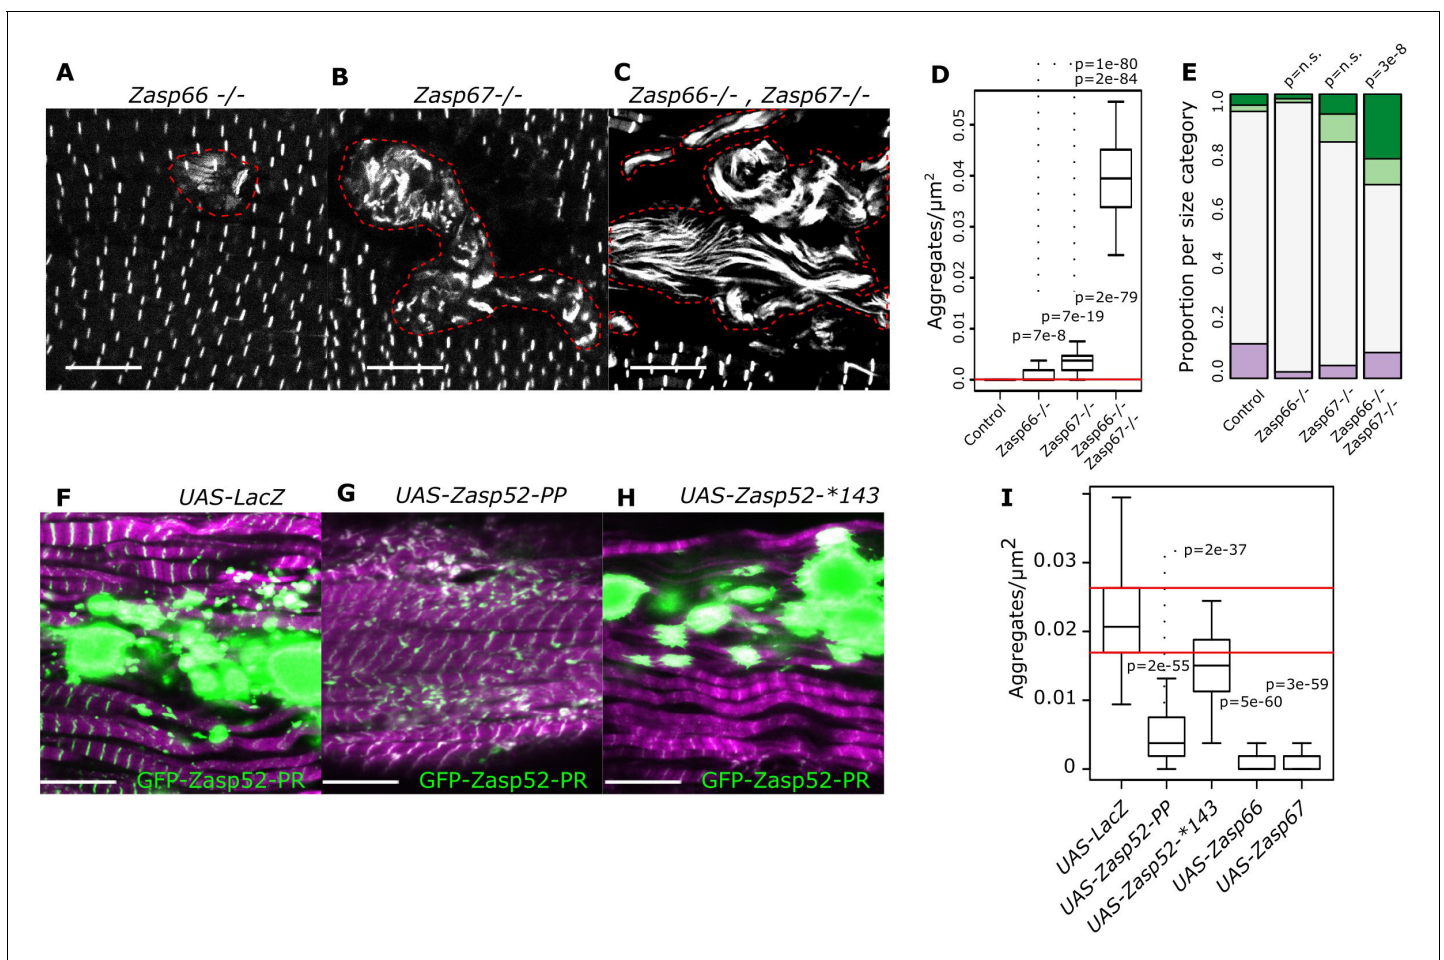 A
Zasp66 -/-
B
Zasp67-/-
C
Zasp66-/- , Zasp67-/-
D
Aggregates/µm²
0.0
0.01
0.02
0.03
0.04
0.05
p=1e-80
p=2e-84
p=2e-79
p=7e-19
p=7e-8
Control
Zasp66-/-
Zasp67-/-
Zasp66-/-
Zasp67-/-
E
p=n.s.
p=n.s.
p=3e-8
Proportion per size category
0.0
0.2
0.4
0.6
0.8
1.0
Control
Zasp66-/-
Zasp67-/-
Zasp66-/-
Zasp67-/-
F
UAS-LacZ
GFP-Zasp52-PR
G
UAS-Zasp52-PP
GFP-Zasp52-PR
H
UAS-Zasp52-*143
GFP-Zasp52-PR
I
Aggregates/µm²
0.03
0.02
0.01
0
p=2e-37
p=2e-55
p=3e-59
p=5e-60
UAS-LacZ
UAS-Zasp52-PP
UAS-Zasp52-*143
UAS-Zasp66
UAS-Zasp67